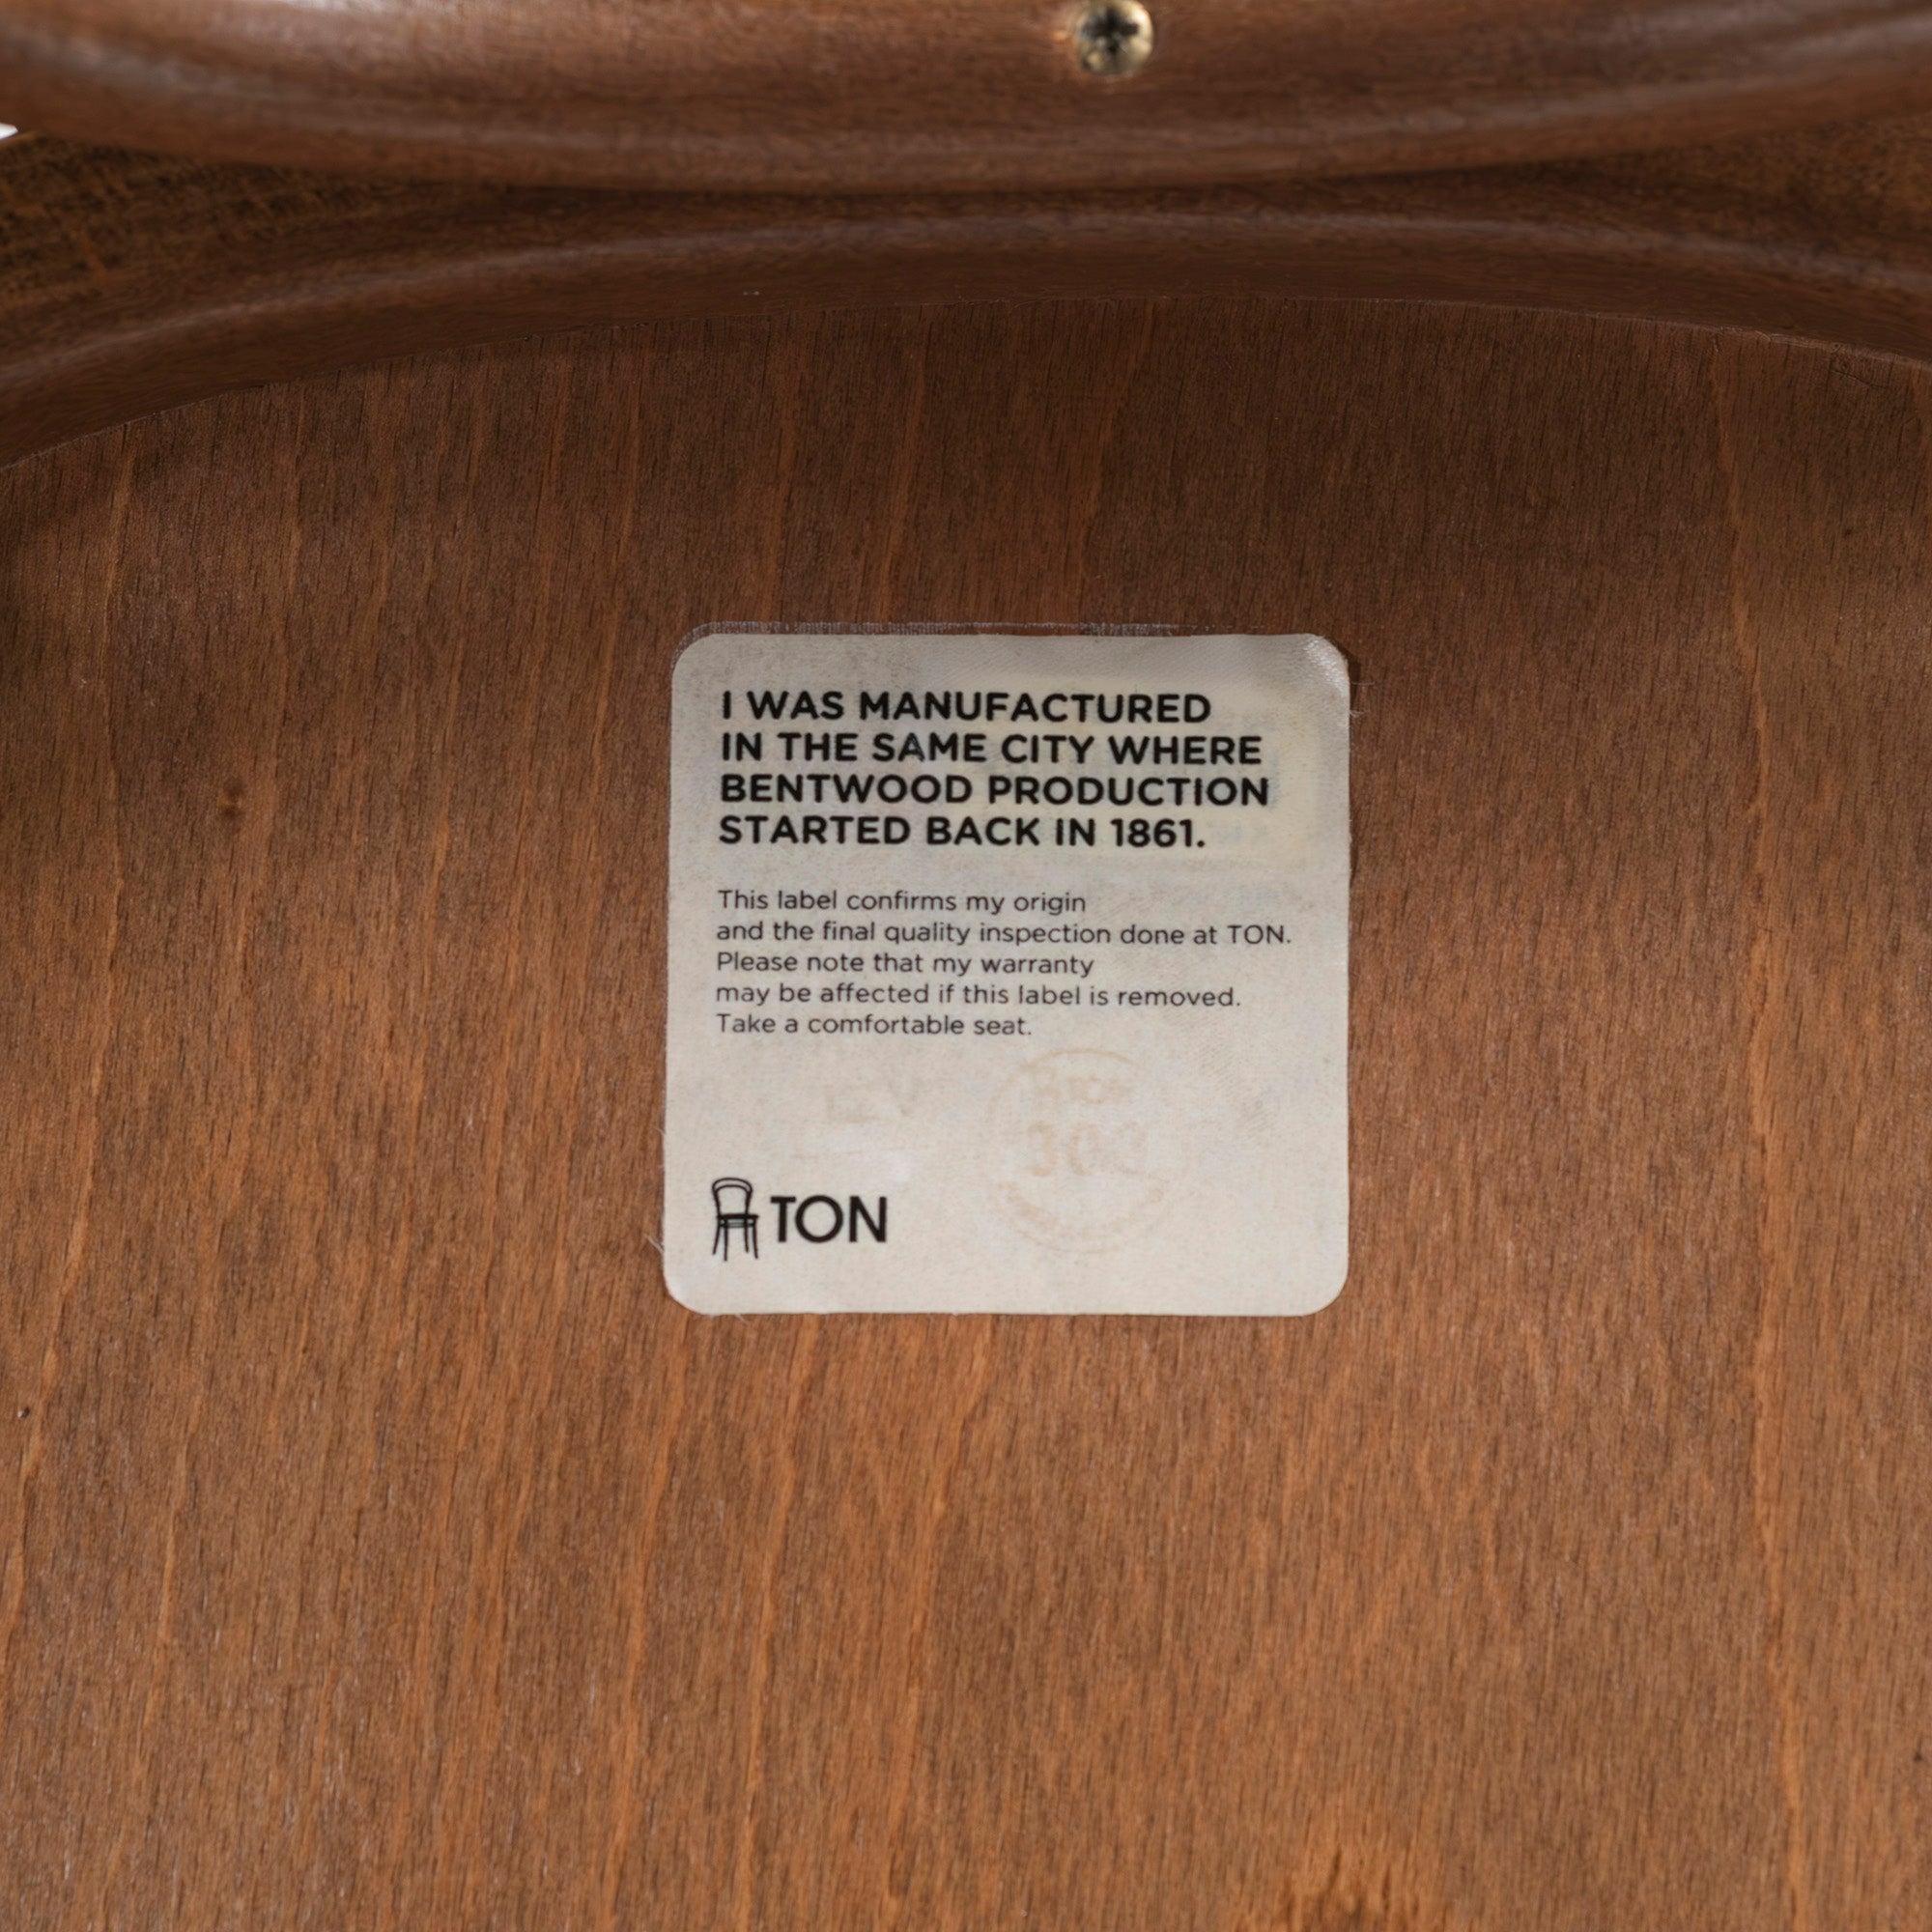 I WAS MANUFACTURED
IN THE SAME CITY WHERE
BENTWOOD PRODUCTION
STARTED BACK IN 1861.
This label confirms my origin
and the final quality inspection done at TON.
Please note that my warranty
may be affected if this label is removed.
Take a comfortable seat.
TON